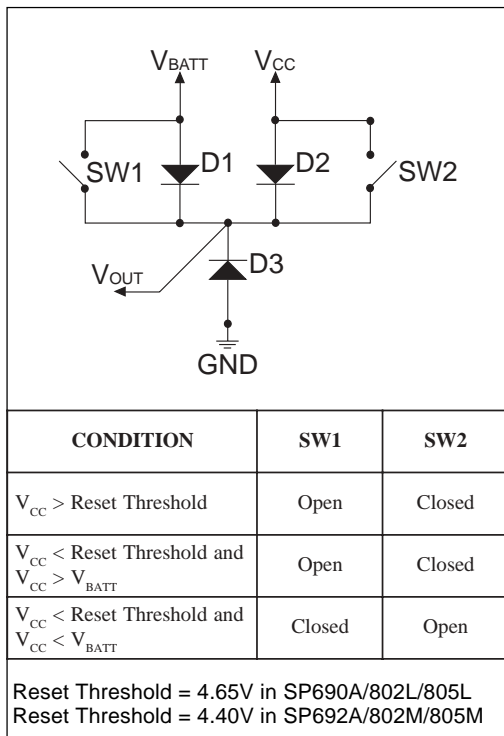 VBATT VCC
SW1 D1 D2 SW2
VOUT D3
GND
CONDITION SW1 SW2
VCC > Reset Threshold Open Closed
VCC < Reset Threshold and
VCC > VBATT Open Closed
VCC < Reset Threshold and
VCC < VBATT Closed Open
Reset Threshold = 4.65V in SP690A/802L/805L
Reset Threshold = 4.40V in SP692A/802M/805M